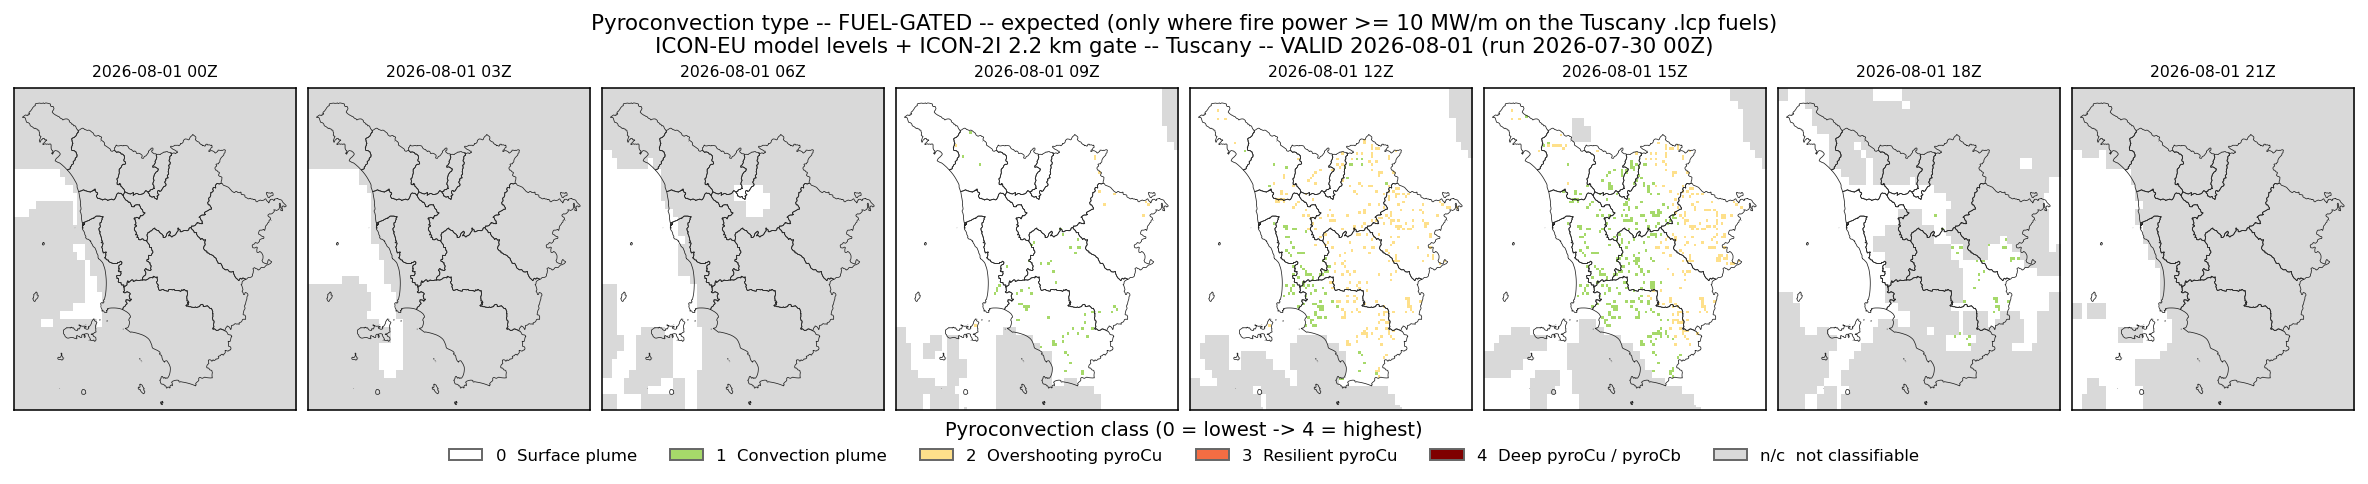 Pyroconvection type -- FUEL-GATED -- expected (only where fire power >= 10 MW/m on the Tuscany .lcp fuels)
ICON-EU model levels + ICON-2I 2.2 km gate -- Tuscany -- VALID 2026-08-01 (run 2026-07-30 00Z)
2026-08-01 00Z
2026-08-01 03Z
2026-08-01 06Z
2026-08-01 09Z
2026-08-01 12Z
2026-08-01 15Z
2026-08-01 18Z
2026-08-01 21Z
Pyroconvection class (0 = lowest -> 4 = highest)
0  Surface plume
1  Convection plume
2  Overshooting pyroCu
3  Resilient pyroCu
4  Deep pyroCu / pyroCb
n/c  not classifiable